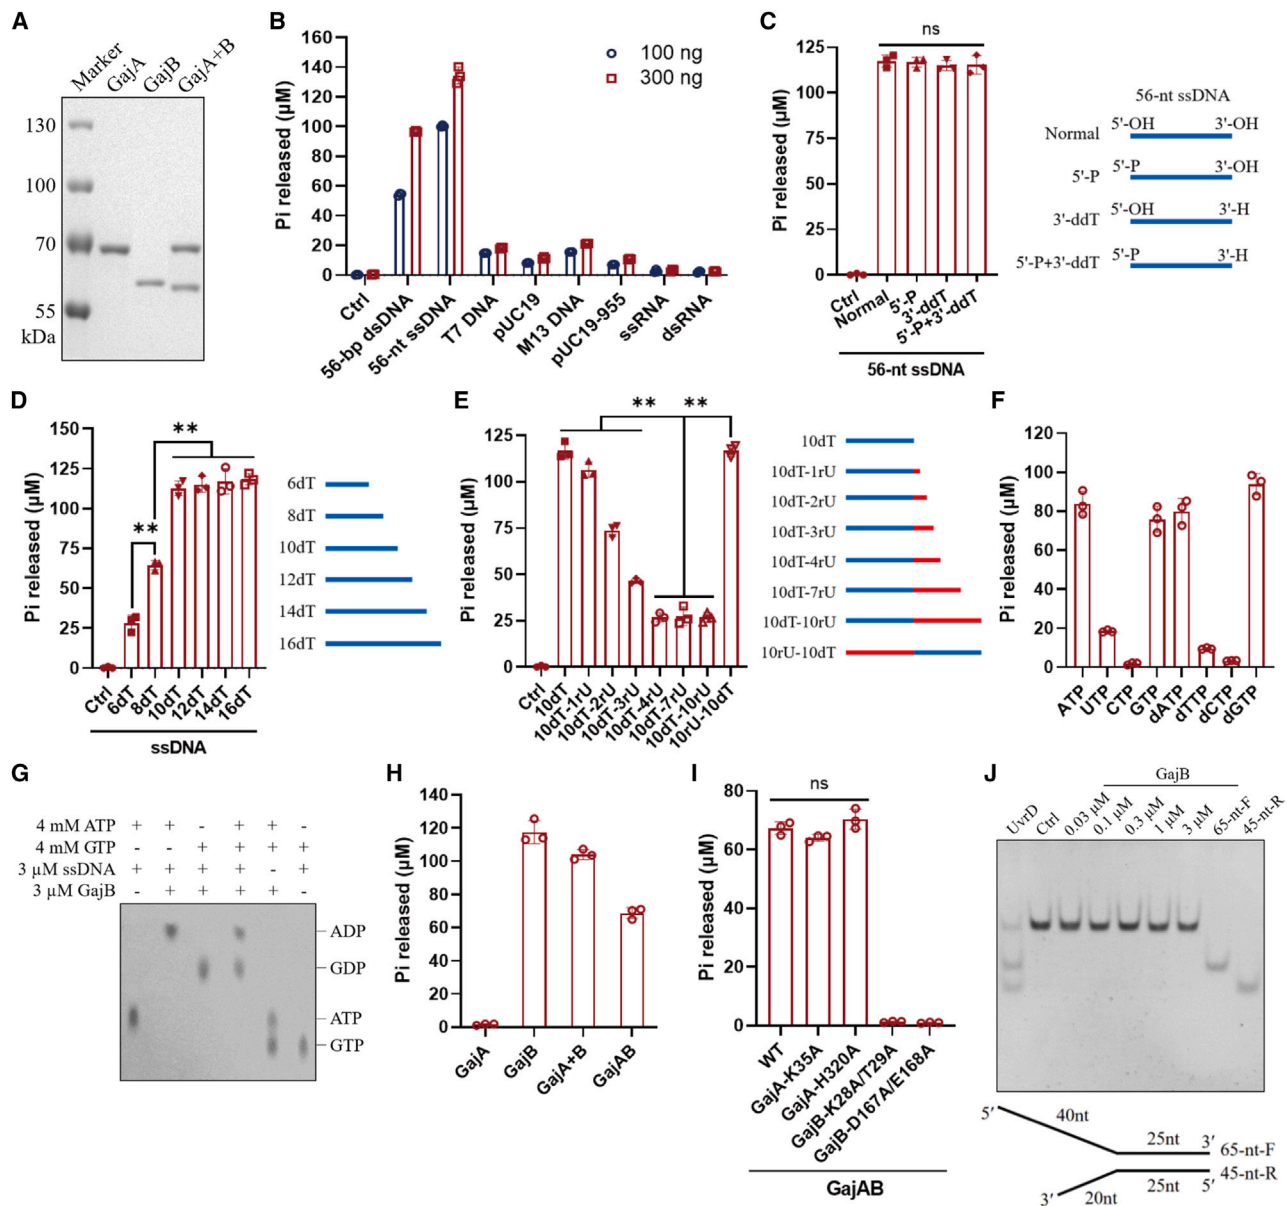 A
Marker
GajA
GajB
GajA+B
130
100
70
55
kDa
B
Pi released (µM)
160
140
120
100
80
60
40
20
0
100 ng
300 ng
Ctrl
56-bp dsDNA
56-nt ssDNA
T7 DNA
pUC19
M13 DNA
pUC19-955
ssRNA
dsRNA
C
Pi released (µM)
125
100
75
50
25
0
ns
Ctrl
Normal
5'-P
3'-ddT
5'-P+3'-ddT
56-nt ssDNA
56-nt ssDNA
Normal 5'-OH 3'-OH
5'-P 5'-P 3'-OH
3'-ddT 5'-OH 3'-H
5'-P+3'-ddT 5'-P 3'-H
D
Pi released (µM)
150
125
100
75
50
25
0
**
**
Ctrl
6dT
8dT
10dT
12dT
14dT
16dT
ssDNA
6dT
8dT
10dT
12dT
14dT
16dT
E
Pi released (µM)
125
100
75
50
25
0
** **
Ctrl
10dT
10dT-1rU
10dT-2rU
10dT-3rU
10dT-4rU
10dT-7rU
10dT-10rU
10rU-10dT
10dT
10dT-1rU
10dT-2rU
10dT-3rU
10dT-4rU
10dT-7rU
10dT-10rU
10rU-10dT
F
Pi released (µM)
120
100
80
60
40
20
0
ATP
UTP
CTP
GTP
dATP
dTTP
dCTP
dGTP
G
4 mM ATP + + - + + -
4 mM GTP - - + + + +
3 µM ssDNA + + + + - +
3 µM GajB - + + + + -
ADP
GDP
ATP
GTP
H
Pi released (µM)
140
120
100
80
60
40
20
0
GajA
GajB
GajA+B
GajAB
I
Pi released (µM)
80
60
40
20
0
ns
WT
GajA-K35A
GajA-H320A
GajB-K28A/T29A
GajB-D167A/E168A
GajAB
J
GajB
UvrD
Ctrl
0.03 µM
0.1 µM
0.3 µM
1 µM
3 µM
65-nt-F
45-nt-R
5'
40nt
25nt 3' 65-nt-F
45-nt-R
3' 20nt 25nt 5'